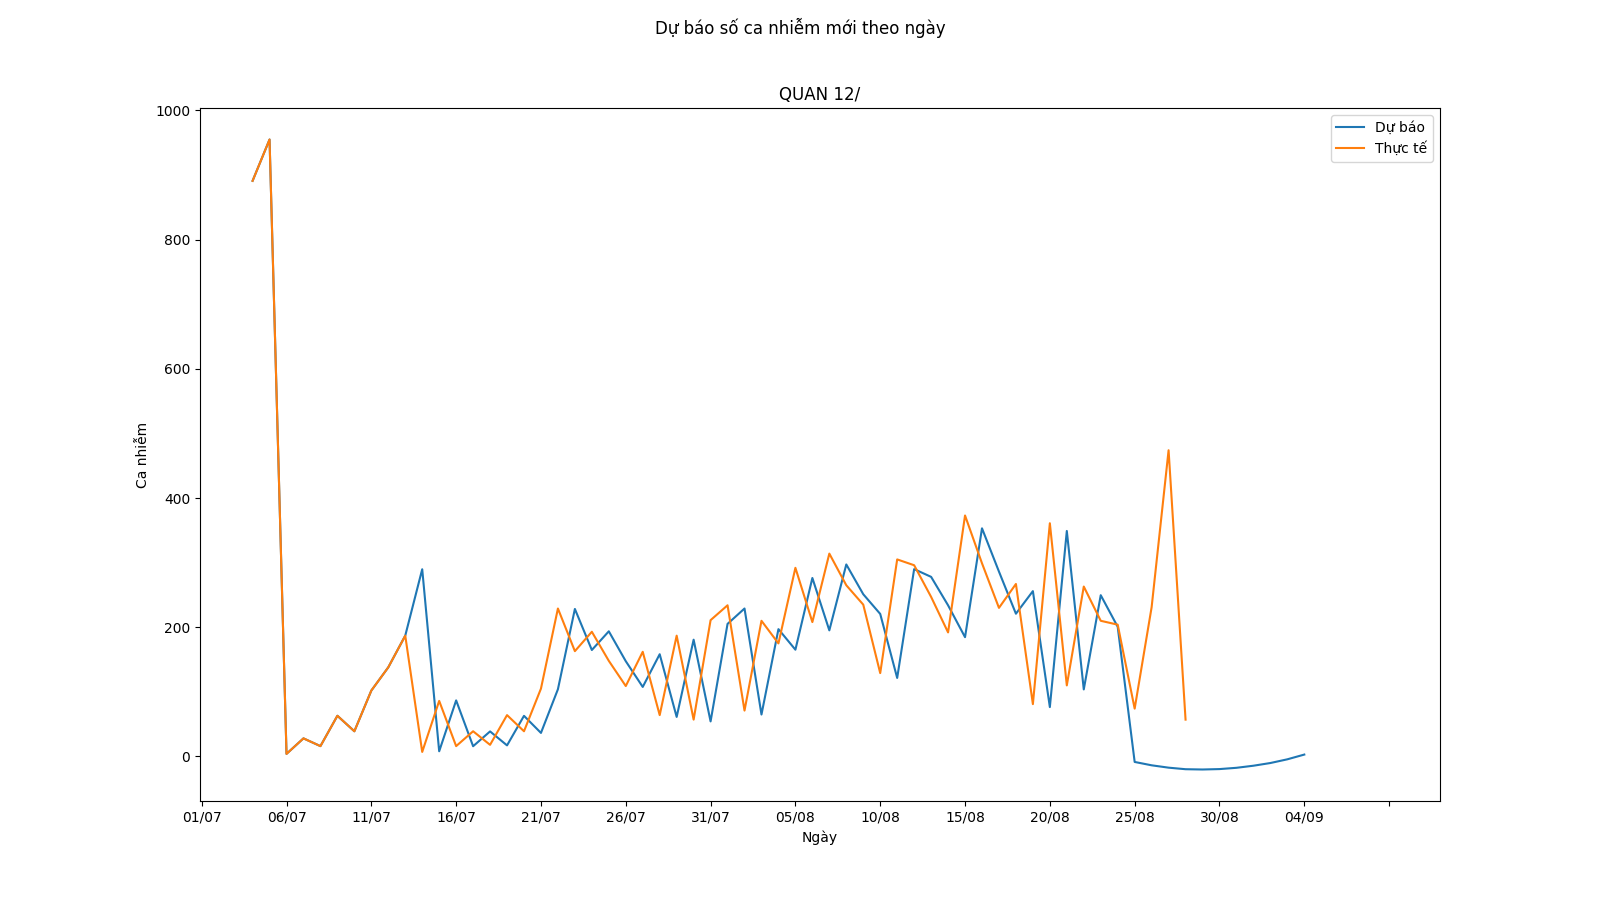 Dự báo số ca nhiễm mới theo ngày
QUAN 12/
Dự báo
Thực tế
Ca nhiễm
1000
800
600
400
200
0
01/07 06/07 11/07 16/07 21/07 26/07 31/07 05/08 10/08 15/08 20/08 25/08 30/08 04/09
Ngày